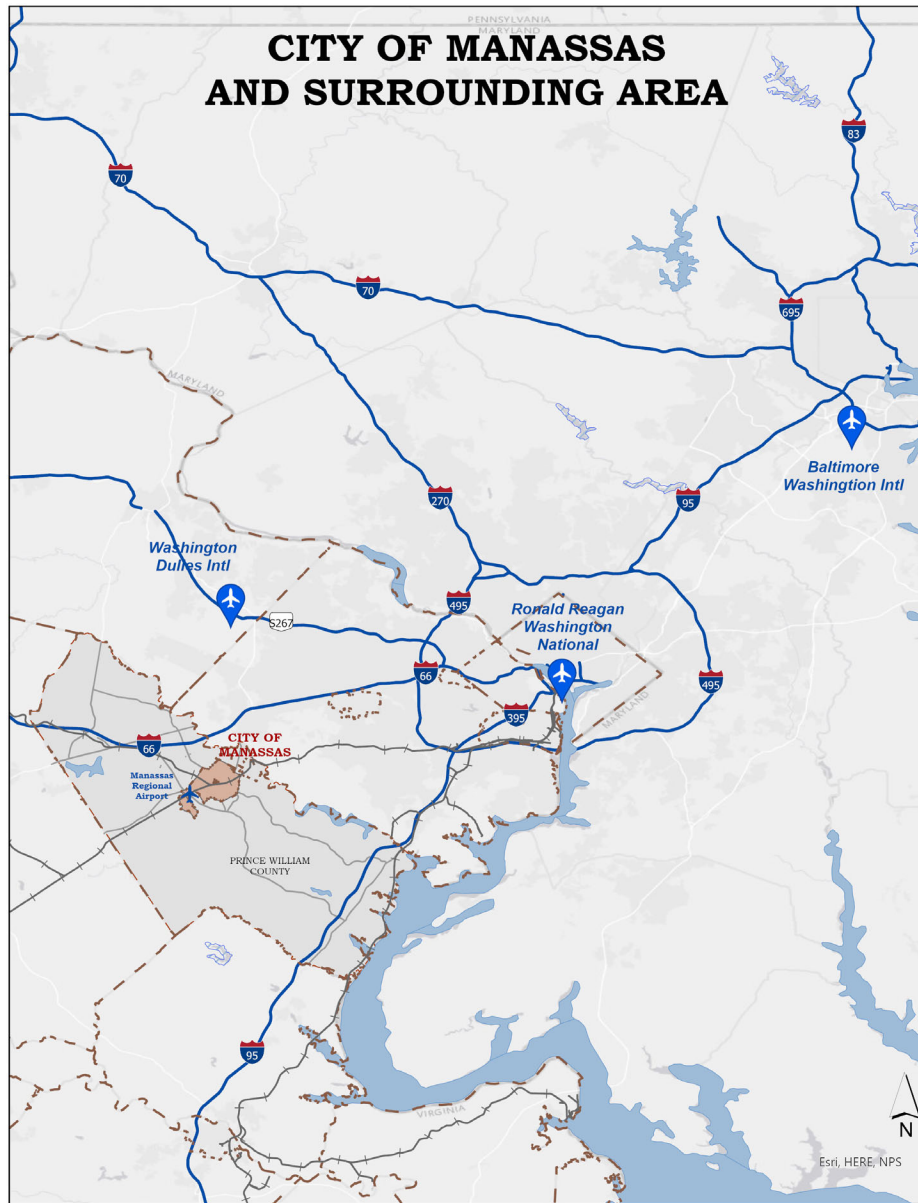 PENNSYLVANIA
MARYLAND
CITY OF MANASSAS
AND SURROUNDING AREA
83
70
70
695
MARYLAND
Baltimore
Washingtion Intl
270
95
Washington
Dulles Intl
495
Ronald Reagan
Washington
National
S267
66
495
MARYLAND
395
CITY OF
MANASSAS
66
Manassas
Regional
Airport
PRINCE WILLIAM
COUNTY
95
VIRGINIA
N
Esri, HERE, NPS